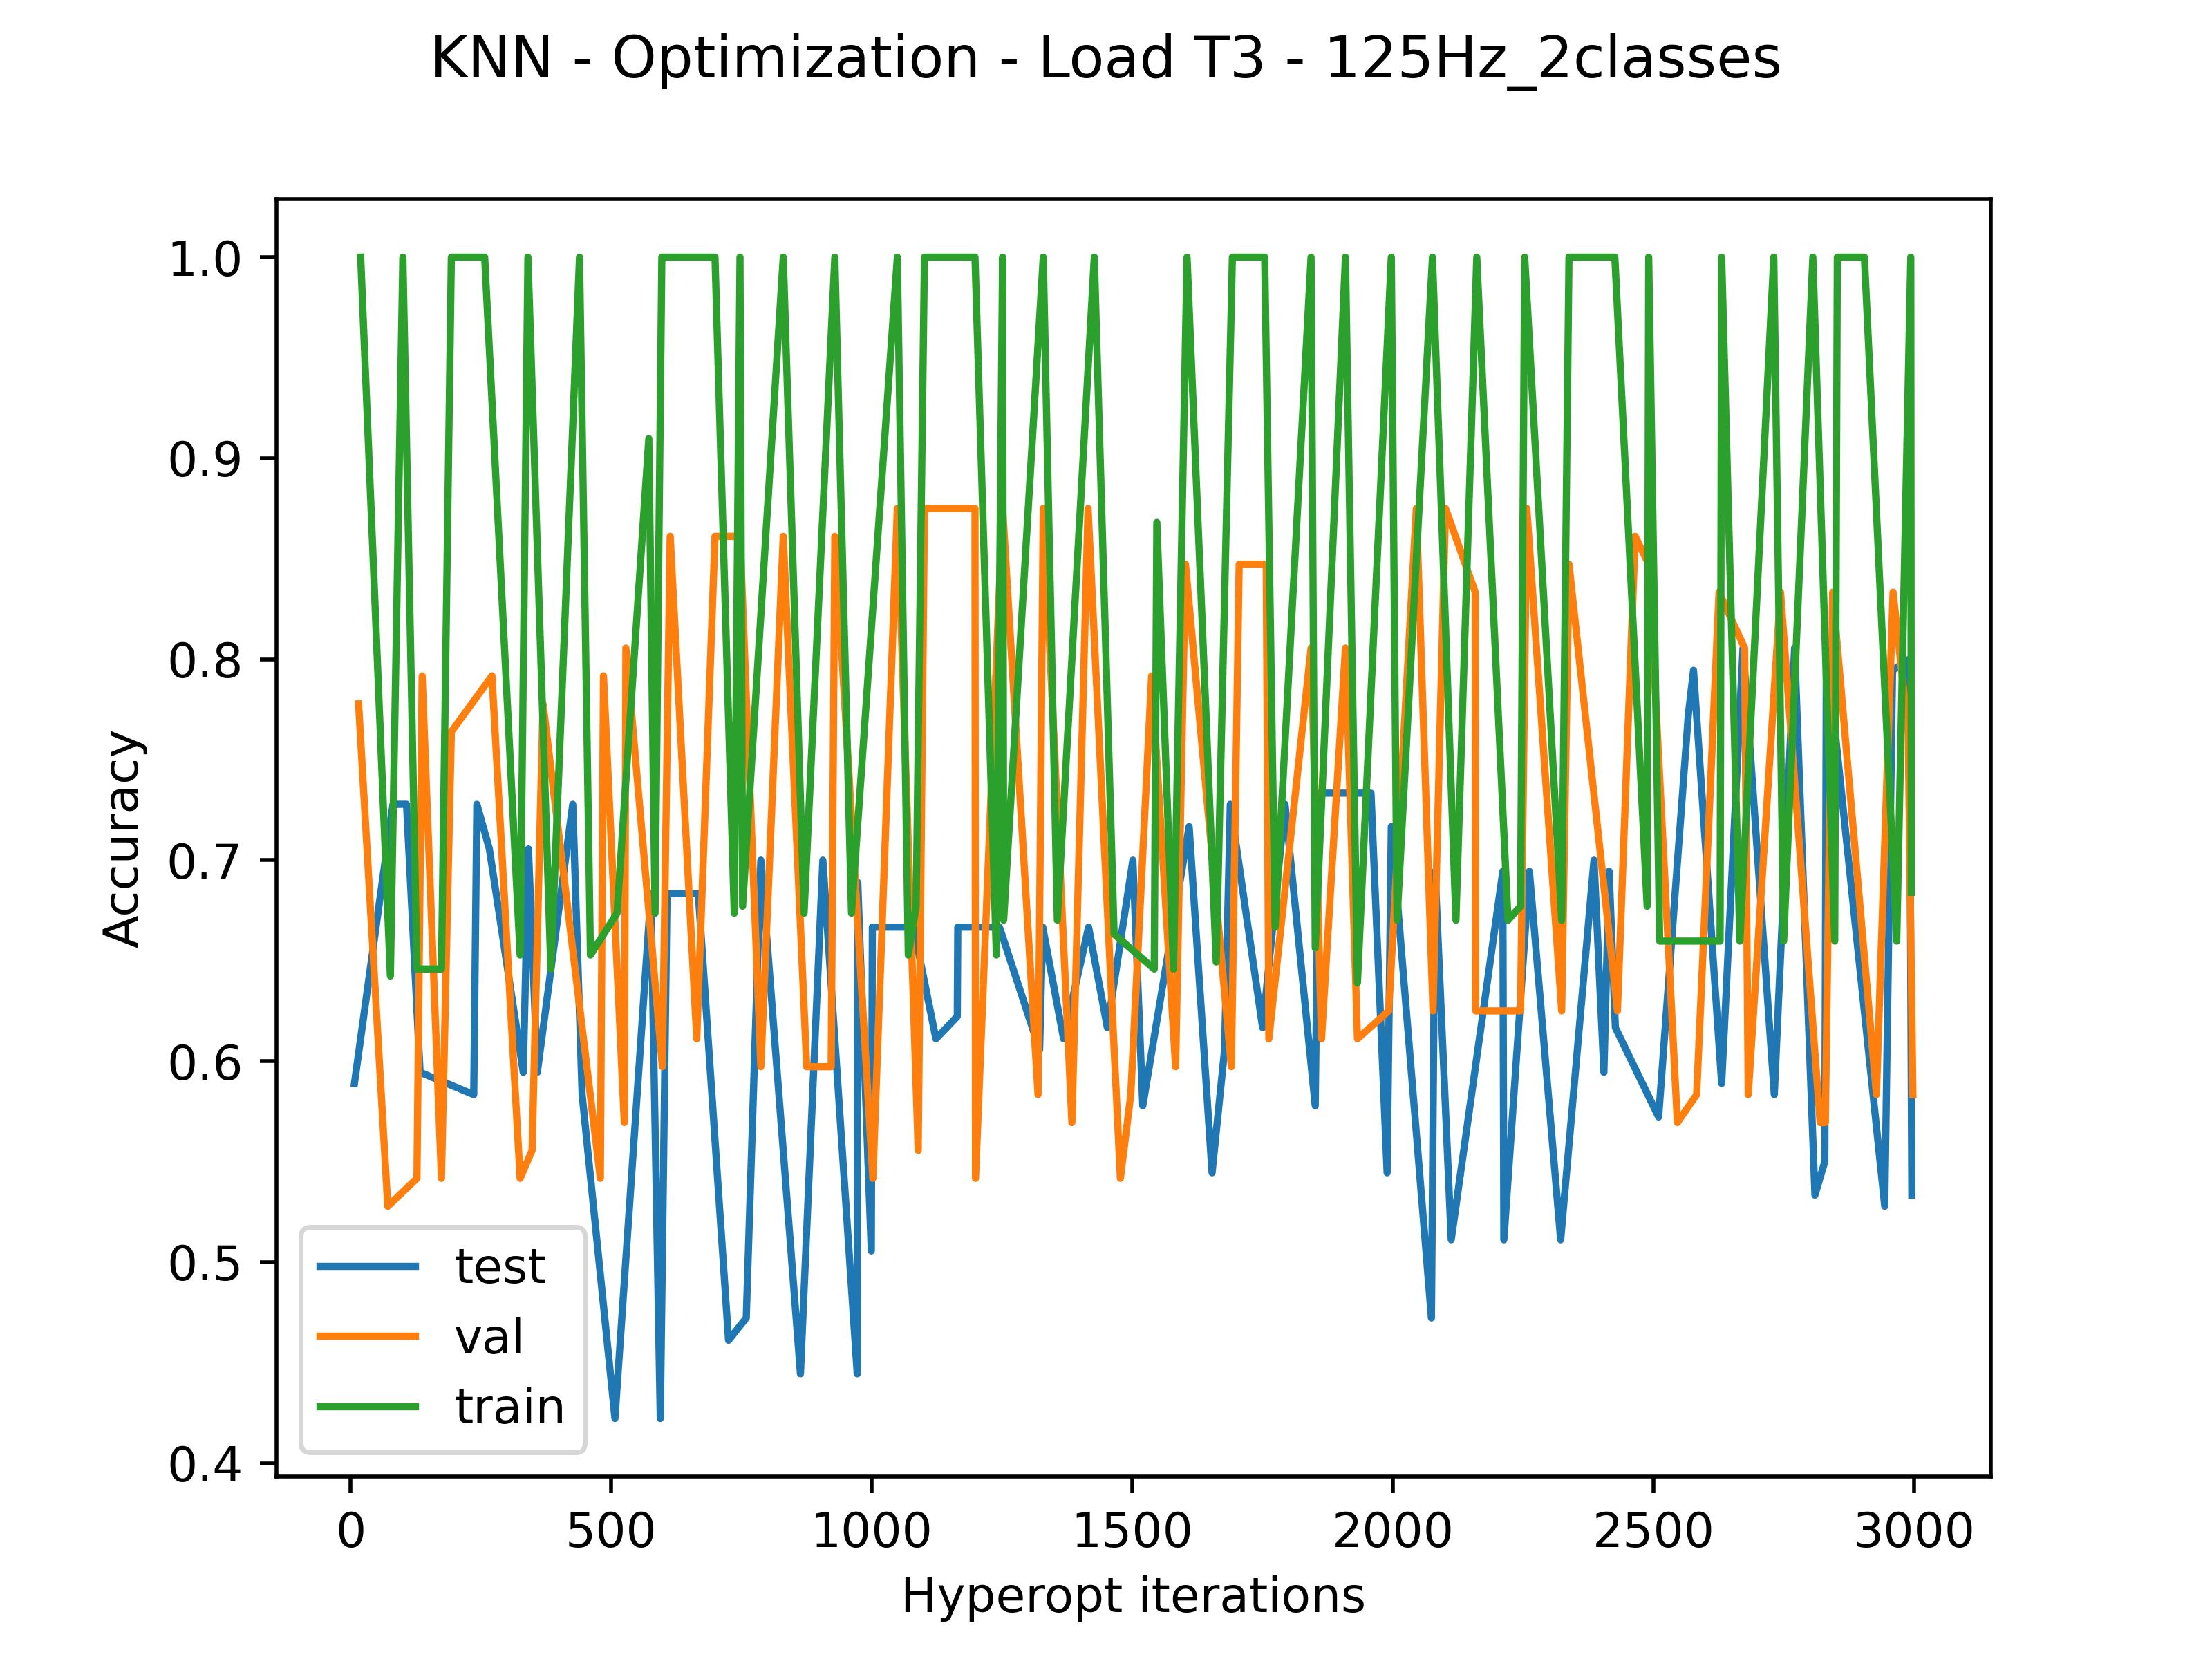 KNN - Optimization - Load T3 - 125Hz_2classes
1.0
0.9
0.8
0.7
0.6
0.5
0.4
Accuracy
test
val
train
0 500 1000 1500 2000 2500 3000
Hyperopt iterations